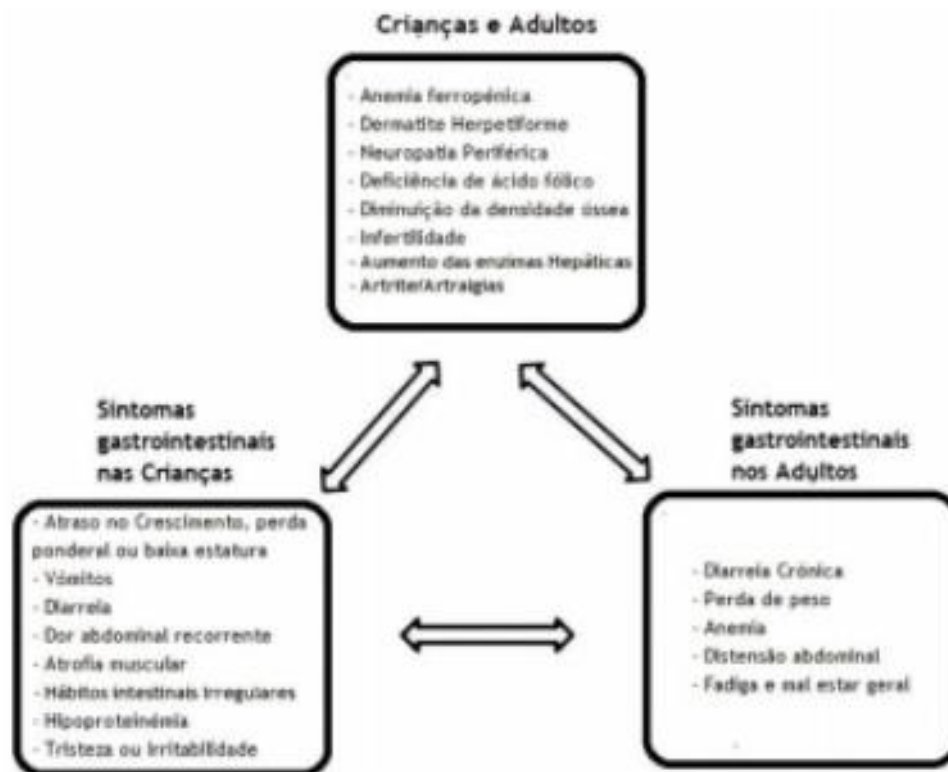 Crianças e Adultos
- Anemia ferropénica
- Dermatite Herpetiforme
- Neuropatia Periférica
- Deficiência de ácido fólico
- Diminuição da densidade óssea
- Infertilidade
- Aumento das enzimas Hepáticas
- Artrite/Artralgias
Sintomas
gastrointestinais
nas Crianças
- Atraso no Crescimento, perda
ponderal ou baixa estatura
- Vómitos
- Diarreia
- Dor abdominal recorrente
- Atrofia muscular
- Hábitos intestinais irregulares
- Hipoproteinémia
- Tristeza ou irritabilidade
Sintomas
gastrointestinais
nos Adultos
- Diarreia Crónica
- Perda de peso
- Anemia
- Distensão abdominal
- Fadiga e mal estar geral